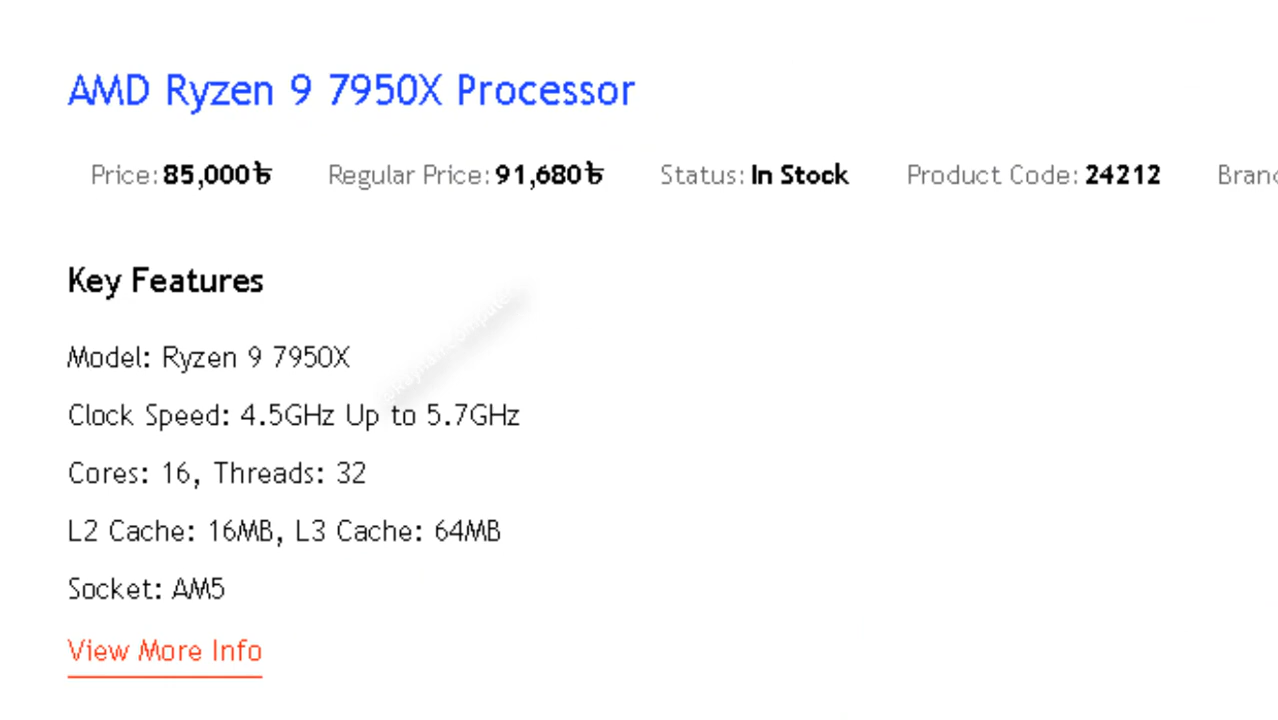 AMD Ryzen 9 7950X Processor
Price: 85,000৳ Regular Price: 91,680৳ Status: In Stock Product Code: 24212
Key Features
Model: Ryzen 9 7950X
Clock Speed: 4.5GHz Up to 5.7GHz
Cores: 16, Threads: 32
L2 Cache: 16MB, L3 Cache: 64MB
Socket: AM5
View More Info